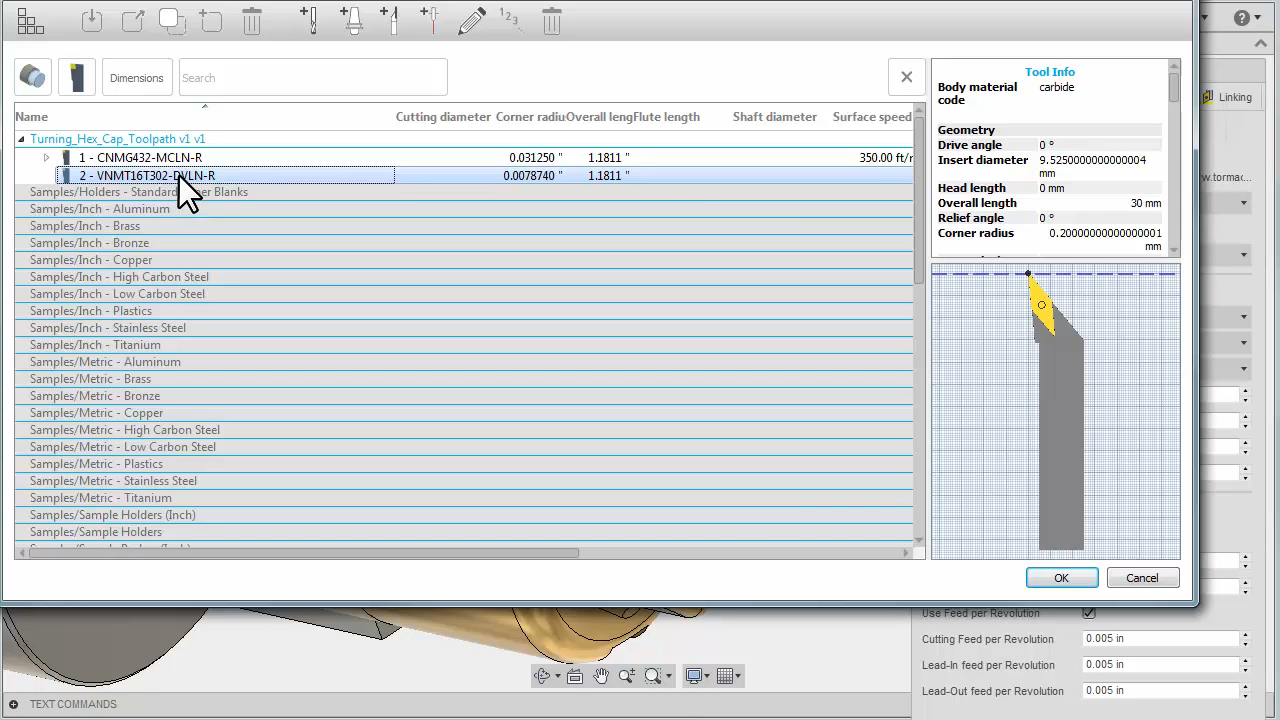 Dimensions
Search
Name
Cutting diameter
Corner radiu
Overall leng
Flute length
Shaft diameter
Surface speed
Turning_Hex_Cap_Toolpath v1 v1
1 - CNMG432-MCLN-R
0.031250 "
1.1811 "
350.00 ft/r
2 - VNMT16T302-DVLN-R
0.0078740 "
1.1811 "
Samples/Inch - Aluminum
Samples/Inch - Brass
Samples/Inch - Bronze
Samples/Inch - Copper
Samples/Inch - High Carbon Steel
Samples/Inch - Low Carbon Steel
Samples/Inch - Plastics
Samples/Inch - Stainless Steel
Samples/Inch - Titanium
Samples/Metric - Aluminum
Samples/Metric - Brass
Samples/Metric - Bronze
Samples/Metric - Copper
Samples/Metric - High Carbon Steel
Samples/Metric - Low Carbon Steel
Samples/Metric - Plastics
Samples/Metric - Stainless Steel
Samples/Metric - Titanium
Samples/Sample Holders (Inch)
Samples/Sample Holders
Tool Info
Body material code carbide
Geometry
Drive angle 0 °
Insert diameter 9.5250000000000004 mm
Head length 0 mm
Overall length 30 mm
Relief angle 0 °
Corner radius 0.20000000000000001 mm
OK
Cancel
Linking
w.tormac
Use Feed per Revolution
Cutting Feed per Revolution 0.005 in
Lead-In feed per Revolution 0.005 in
Lead-Out feed per Revolution 0.005 in
TEXT COMMANDS